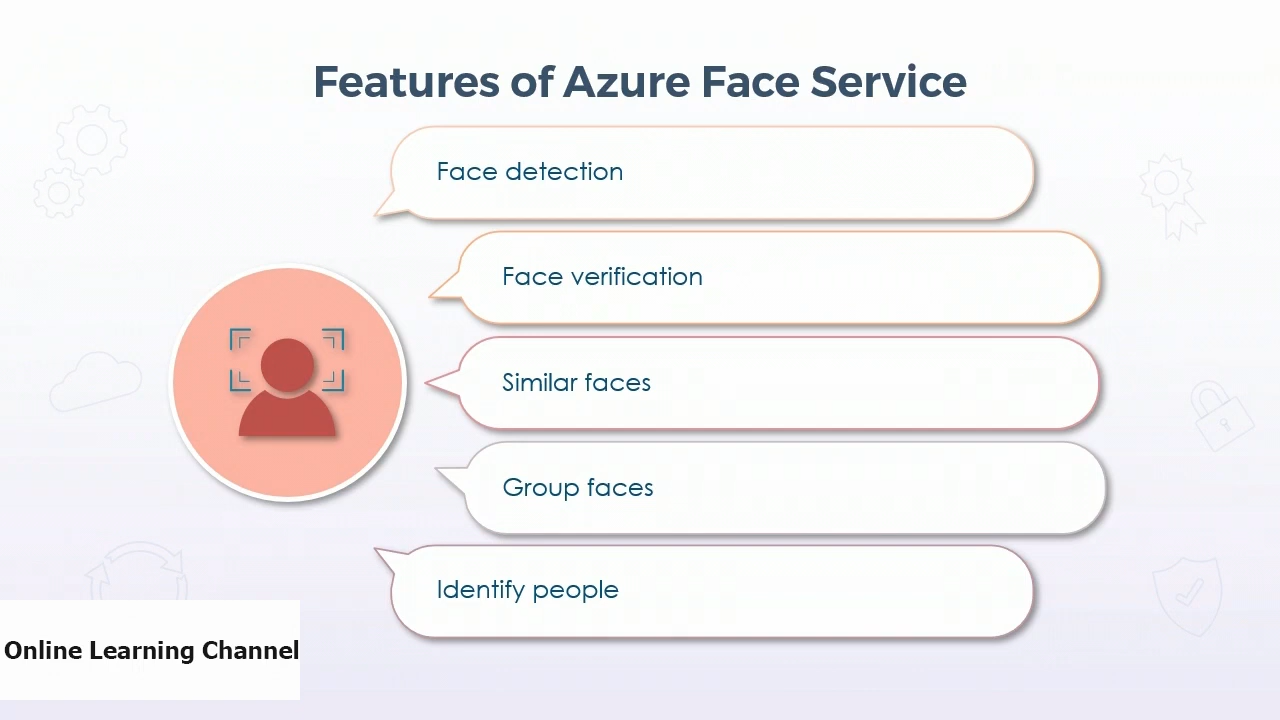 Features of Azure Face Service
Face detection
Face verification
Similar faces
Group faces
Identify people
Online Learning Channel